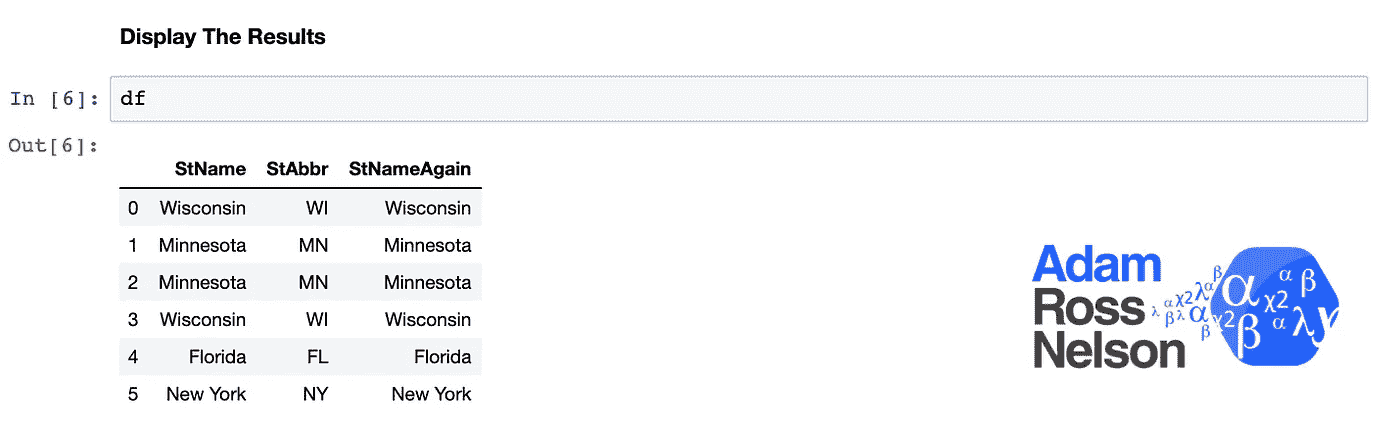 Display The Results
In [6]: df
Out[6]:
StName StAbbr StNameAgain
0 Wisconsin WI Wisconsin
1 Minnesota MN Minnesota
2 Minnesota MN Minnesota
3 Wisconsin WI Wisconsin
4 Florida FL Florida
5 New York NY New York
Adam
Ross
Nelson